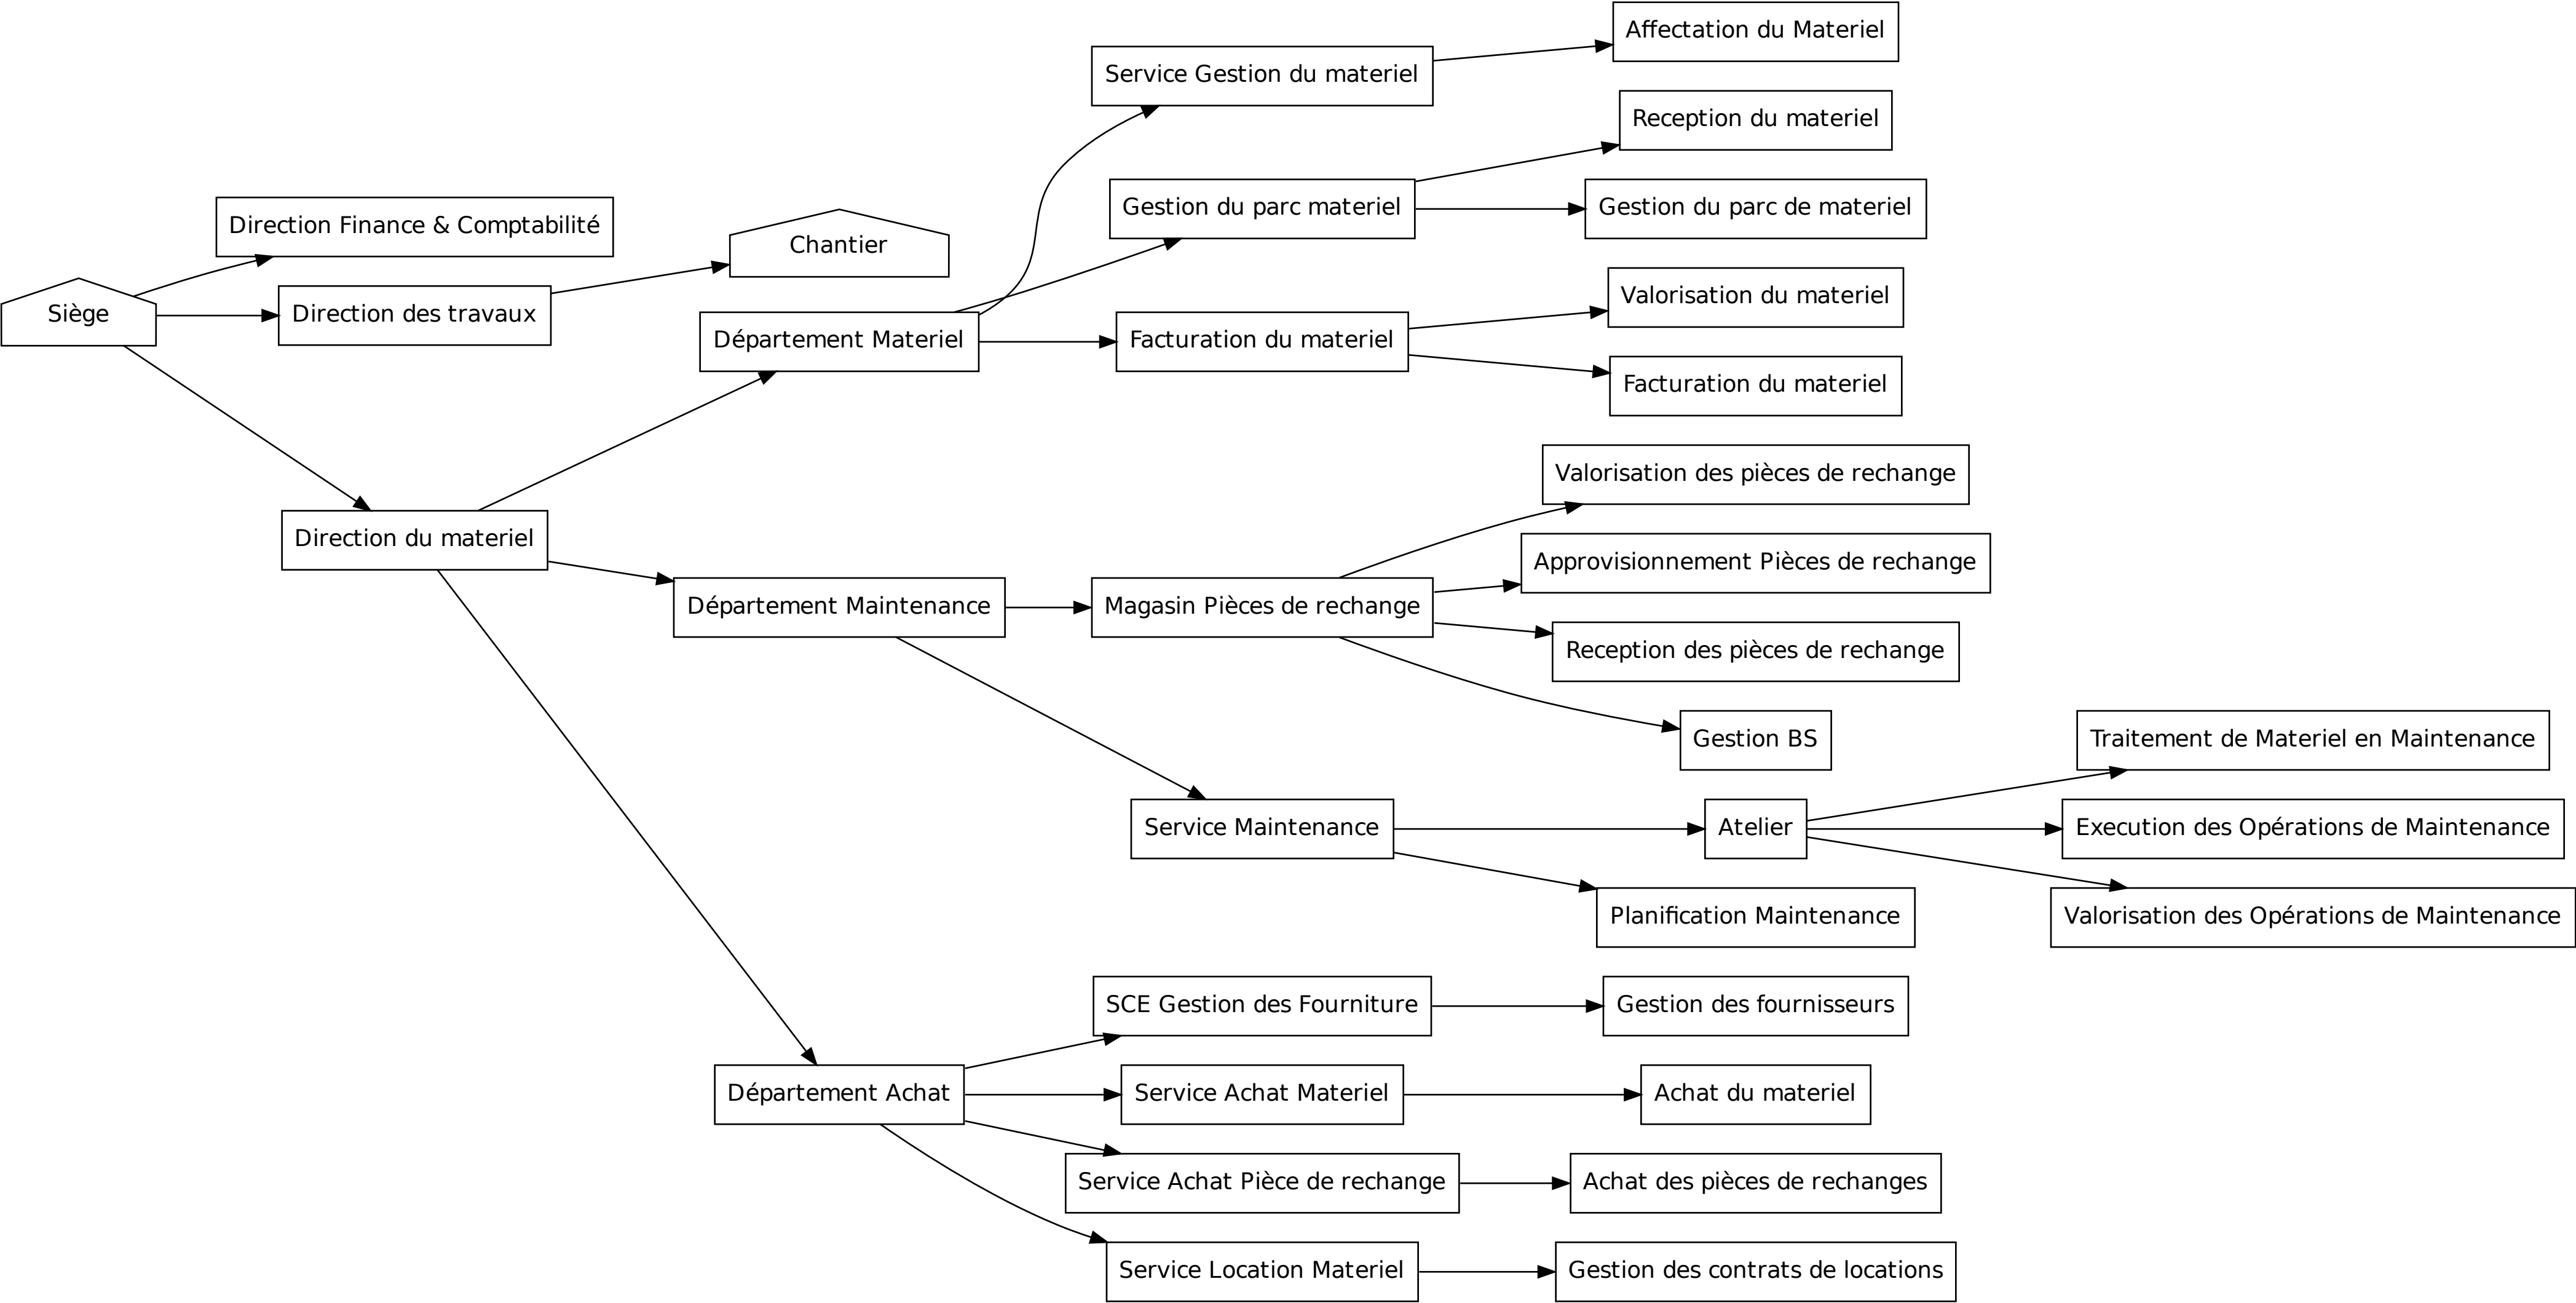 Siège
Direction Finance & Comptabilité
Direction des travaux
Direction du materiel
Chantier
Département Materiel
Département Maintenance
Département Achat
Service Gestion du materiel
Gestion du parc materiel
Facturation du materiel
Magasin Pièces de rechange
Service Maintenance
SCE Gestion des Fourniture
Service Achat Materiel
Service Achat Pièce de rechange
Service Location Materiel
Affectation du Materiel
Reception du materiel
Gestion du parc de materiel
Valorisation du materiel
Facturation du materiel
Valorisation des pièces de rechange
Approvisionnement Pièces de rechange
Reception des pièces de rechange
Gestion BS
Atelier
Planification Maintenance
Gestion des fournisseurs
Achat du materiel
Achat des pièces de rechanges
Gestion des contrats de locations
Traitement de Materiel en Maintenance
Execution des Opérations de Maintenance
Valorisation des Opérations de Maintenance